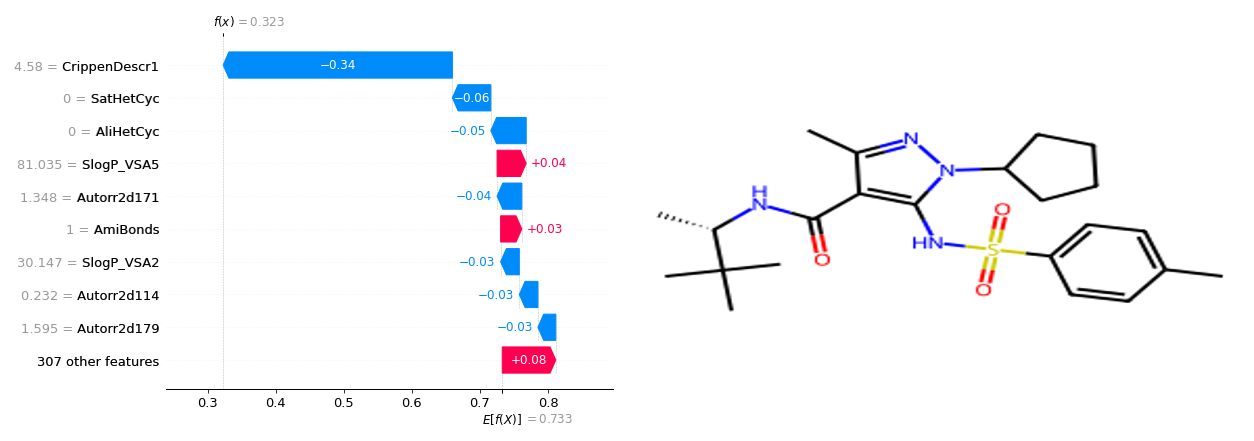 f(x) = 0.323
4.58 = CrippenDescr1
−0.34
0 = SatHetCyc
−0.06
0 = AliHetCyc
−0.05
81.035 = SlogP_VSA5
+0.04
1.348 = Autorr2d171
−0.04
1 = AmiBonds
+0.03
30.147 = SlogP_VSA2
−0.03
0.232 = Autorr2d114
−0.03
1.595 = Autorr2d179
−0.03
307 other features
+0.08
0.3 0.4 0.5 0.6 0.7 0.8
E[f(X)] = 0.733
N
N
H
N
O
HN
O
S
O